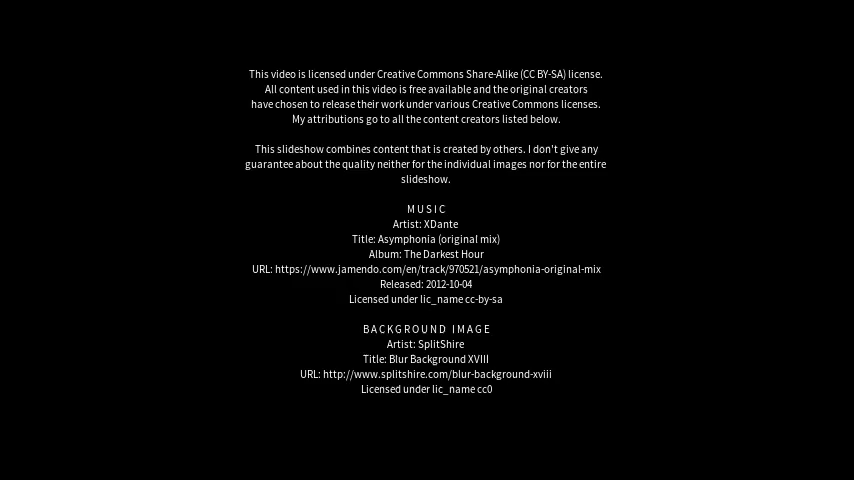 This video is licensed under Creative Commons Share-Alike (CC BY-SA) license.
All content used in this video is free available and the original creators
have chosen to release their work under various Creative Commons licenses.
My attributions go to all the content creators listed below.
This slideshow combines content that is created by others. I don't give any
guarantee about the quality neither for the individual images nor for the entire
slideshow.
MUSIC
Artist: XDante
Title: Asymphonia (original mix)
Album: The Darkest Hour
URL: https://www.jamendo.com/en/track/970521/asymphonia-original-mix
Released: 2012-10-04
Licensed under lic_name cc-by-sa
BACKGROUND IMAGE
Artist: SplitShire
Title: Blur Background XVIII
URL: http://www.splitshire.com/blur-background-xviii
Licensed under lic_name cc0